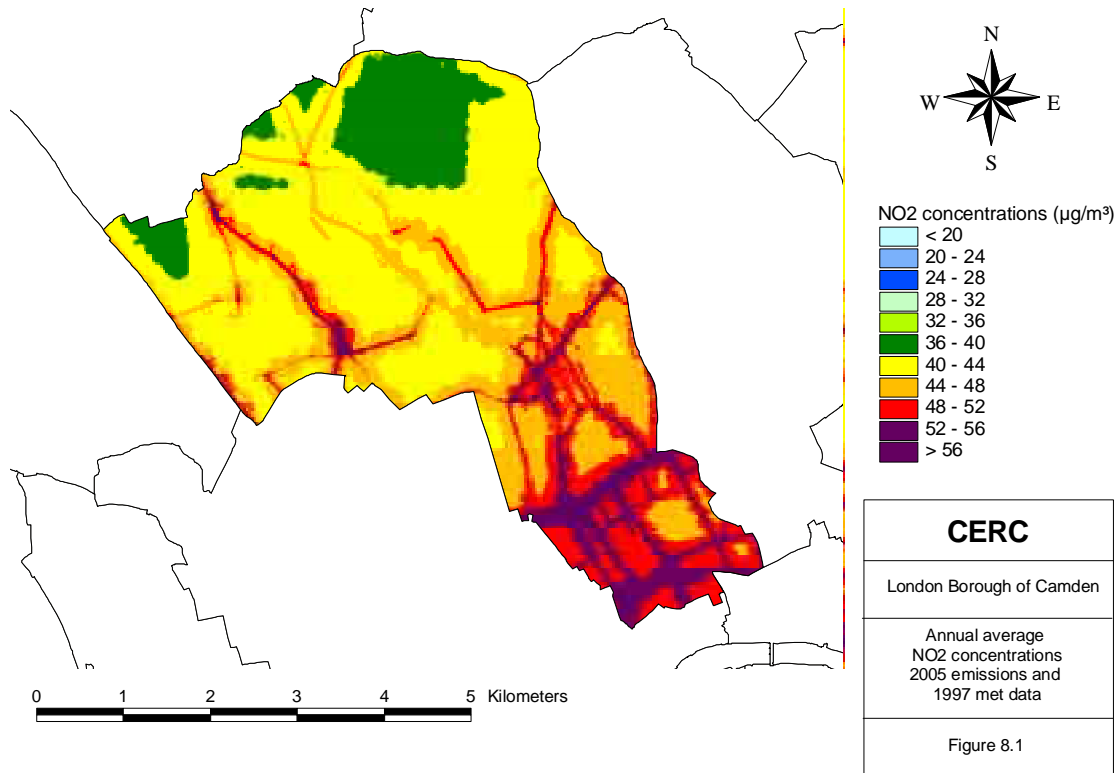 N
W E
S
NO2 concentrations (µg/m³)
< 20
20 - 24
24 - 28
28 - 32
32 - 36
36 - 40
40 - 44
44 - 48
48 - 52
52 - 56
> 56
CERC
London Borough of Camden
Annual average
NO2 concentrations
2005 emissions and
1997 met data
Figure 8.1
0 1 2 3 4 5 Kilometers